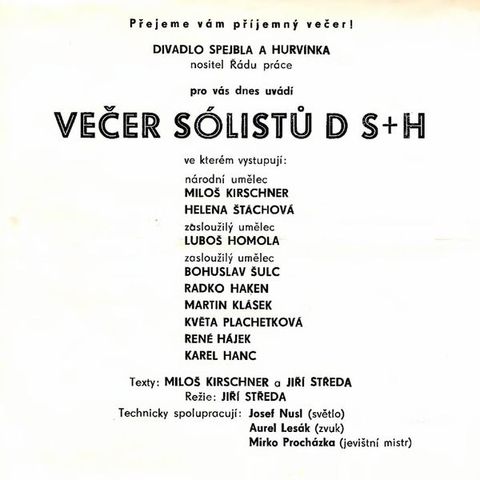 Přejeme vám příjemný večer!
DIVADLO SPEJBLA A HURVÍNKA
nositel Řádu práce
pro vás dnes uvádí
VEČER SÓLISTŮ D S+H
ve kterém vystupují:
národní umělec
MILOŠ KIRSCHNER
HELENA ŠTÁCHOVÁ
zasloužilý umělec
LUBOŠ HOMOLA
zasloužilý umělec
BOHUSLAV ŠULC
RADKO HAKEN
MARTIN KLÁSEK
KVĚTA PLACHETKOVÁ
RENÉ HÁJEK
KAREL HANC
Texty: MILOŠ KIRSCHNER a JIŘÍ STŘEDA
Režie: JIŘÍ STŘEDA
Technicky spolupracují: Josef Nusl (světlo)
Aurel Lesák (zvuk)
Mirko Procházka (jevištní mistr)